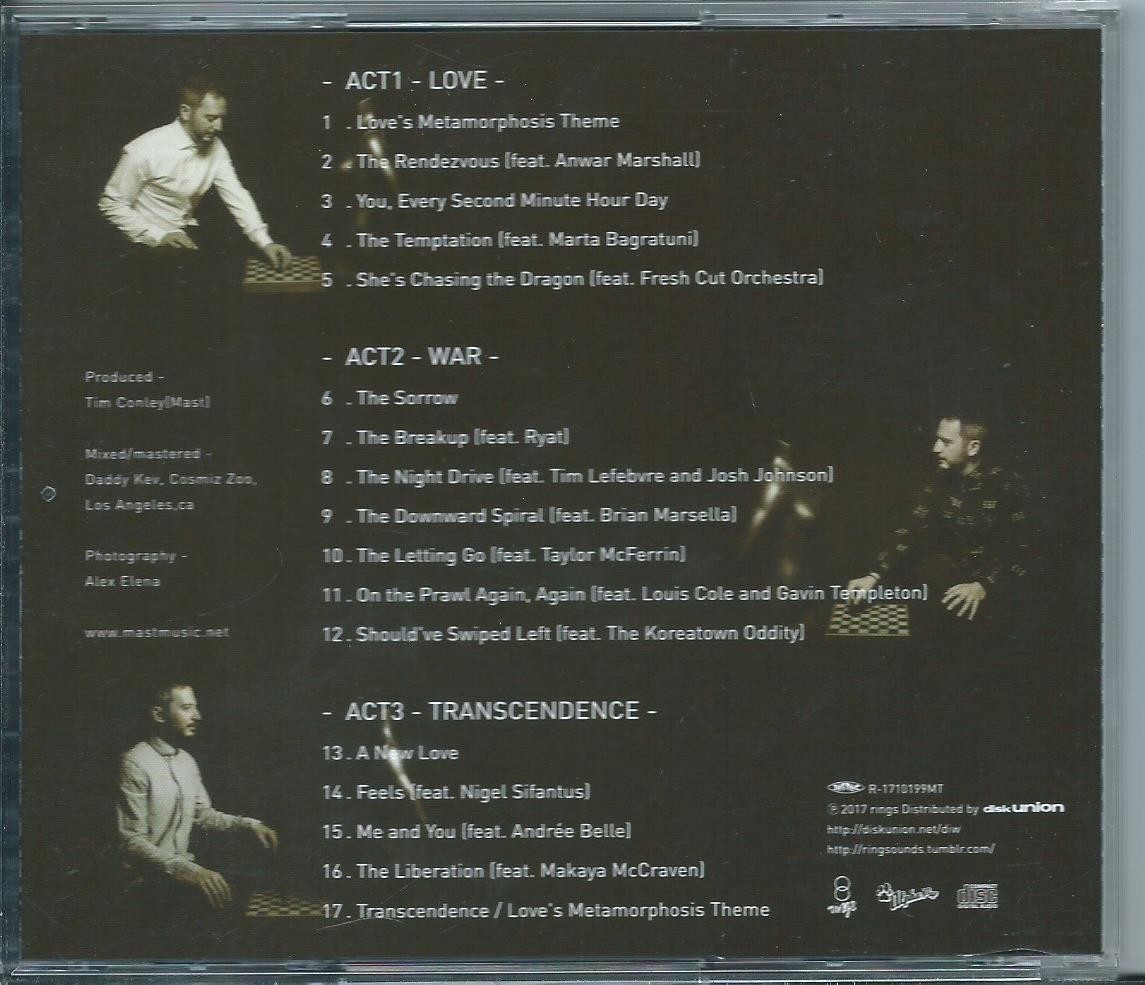 - ACT1 - LOVE -
1 . Love's Metamorphosis Theme
2 . The Rendezvous (feat. Anwar Marshall)
3 . You, Every Second Minute Hour Day
4 . The Temptation (feat. Marta Bagratuni)
5 . She's Chasing the Dragon (feat. Fresh Cut Orchestra)
- ACT2 - WAR -
6 . The Sorrow
7 . The Breakup (feat. Ryat)
8 . The Night Drive (feat. Tim Lefebvre and Josh Johnson)
9 . The Downward Spiral (feat. Brian Marsella)
10 . The Letting Go (feat. Taylor McFerrin)
11 . On the Prawl Again, Again (feat. Louis Cole and Gavin Templeton)
12 . Should've Swiped Left (feat. The Koreatown Oddity)
- ACT3 - TRANSCENDENCE -
13 . A New Love
14 . Feels (feat. Nigel Sifantus)
15 . Me and You (feat. Andrée Belle)
16 . The Liberation (feat. Makaya McCraven)
17 . Transcendence / Love's Metamorphosis Theme
Produced -
Tim Conley(Mast)
Mixed/mastered -
Daddy Kev, Cosmiz Zoo,
Los Angeles,ca
Photography -
Alex Elena
www.mastmusic.net
R-1710199MT
℗ 2017 rings Distributed by diskunion
http://diskunion.net/diw
http://ringsounds.tumblr.com/
rings
COMPACT
disc
DIGITAL AUDIO